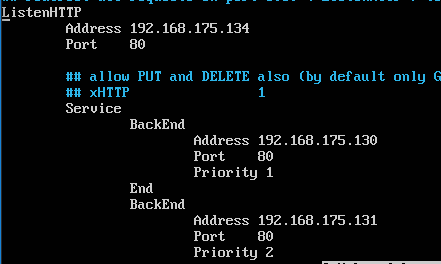 ListenHTTP
Address 192.168.175.134
Port 80
## allow PUT and DELETE also (by default only G
## xHTTP 1
Service
BackEnd
Address 192.168.175.130
Port 80
Priority 1
End
BackEnd
Address 192.168.175.131
Port 80
Priority 2